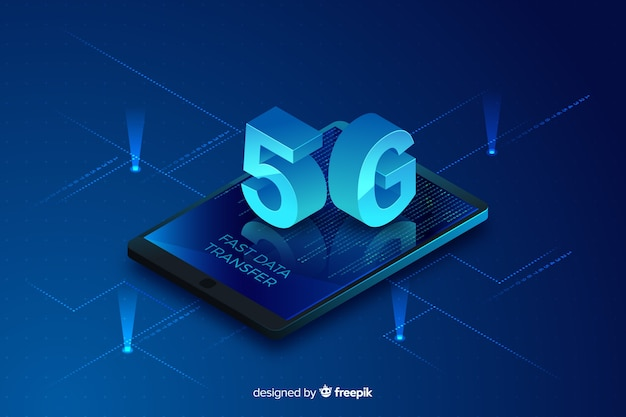 5G
FAST DATA
TRANSFER
designed by freepik